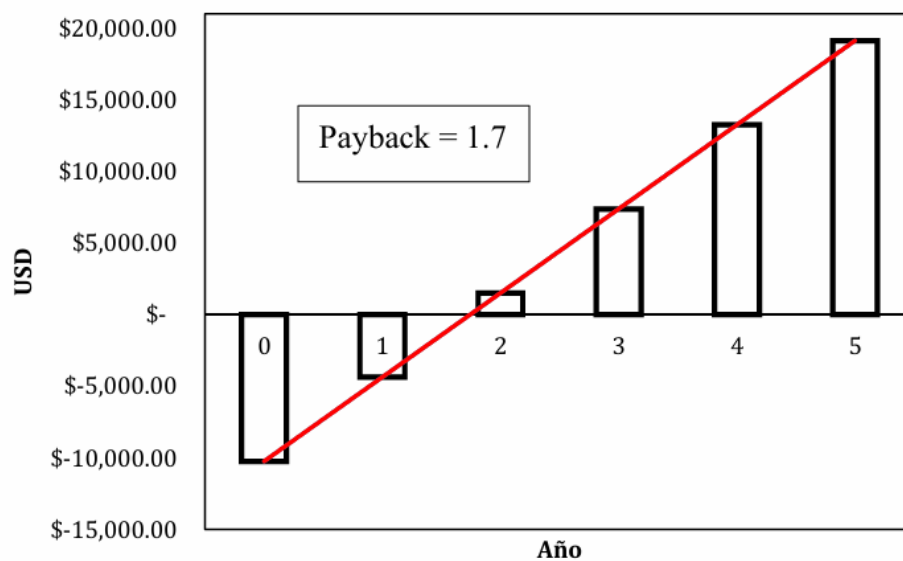 $20,000.00
$15,000.00
Payback = 1.7
$10,000.00
$5,000.00
USD
$-
0 1 2 3 4 5
$-5,000.00
$-10,000.00
$-15,000.00
Año